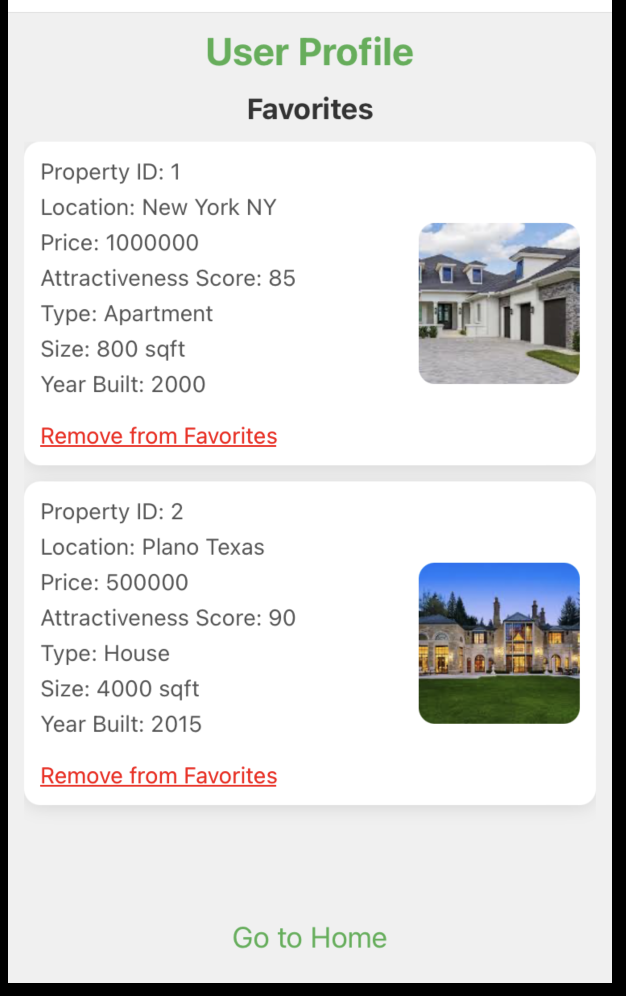 User Profile
Favorites
Property ID: 1
Location: New York NY
Price: 1000000
Attractiveness Score: 85
Type: Apartment
Size: 800 sqft
Year Built: 2000
Remove from Favorites
Property ID: 2
Location: Plano Texas
Price: 500000
Attractiveness Score: 90
Type: House
Size: 4000 sqft
Year Built: 2015
Remove from Favorites
Go to Home